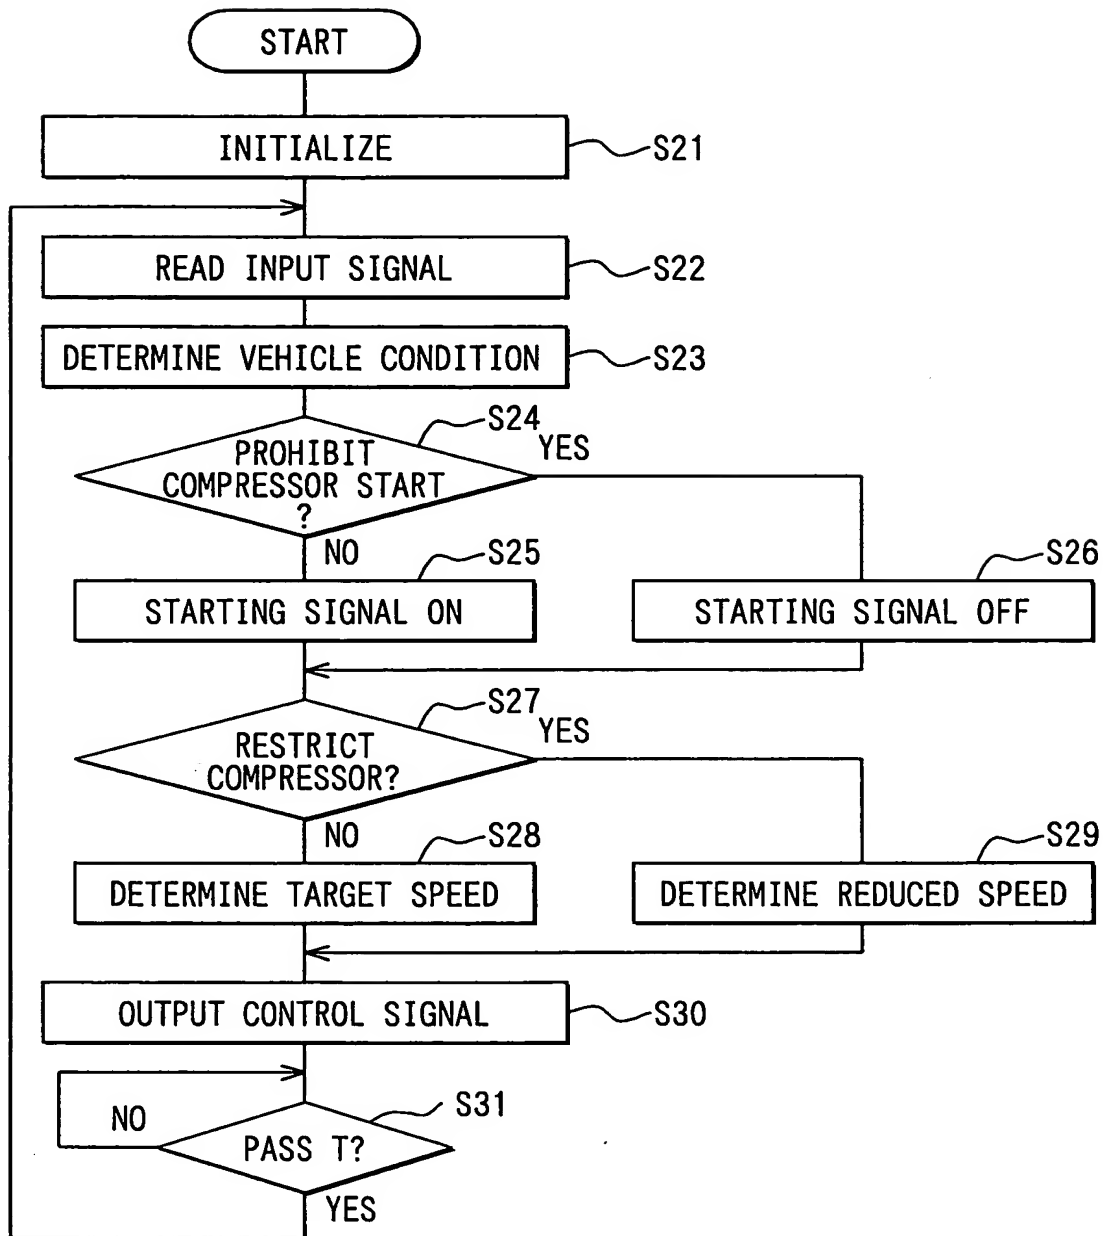 START
INITIALIZE
S21
READ INPUT SIGNAL
S22
DETERMINE VEHICLE CONDITION
S23
S24
PROHIBIT
COMPRESSOR START
?
YES
NO
S25
STARTING SIGNAL ON
S26
STARTING SIGNAL OFF
S27
RESTRICT
COMPRESSOR?
YES
NO
S28
DETERMINE TARGET SPEED
S29
DETERMINE REDUCED SPEED
OUTPUT CONTROL SIGNAL
S30
S31
NO
PASS T?
YES